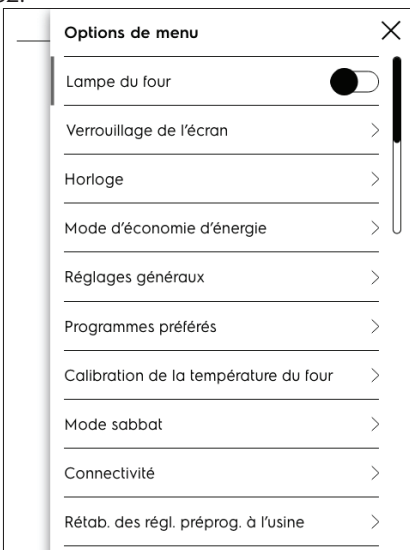 Options de menu
Lampe du four
Verrouillage de l'écran
Horloge
Mode d'économie d'énergie
Réglages généraux
Programmes préférés
Calibration de la température du four
Mode sabbat
Connectivité
Rétab. des régl. préprog. à l'usine